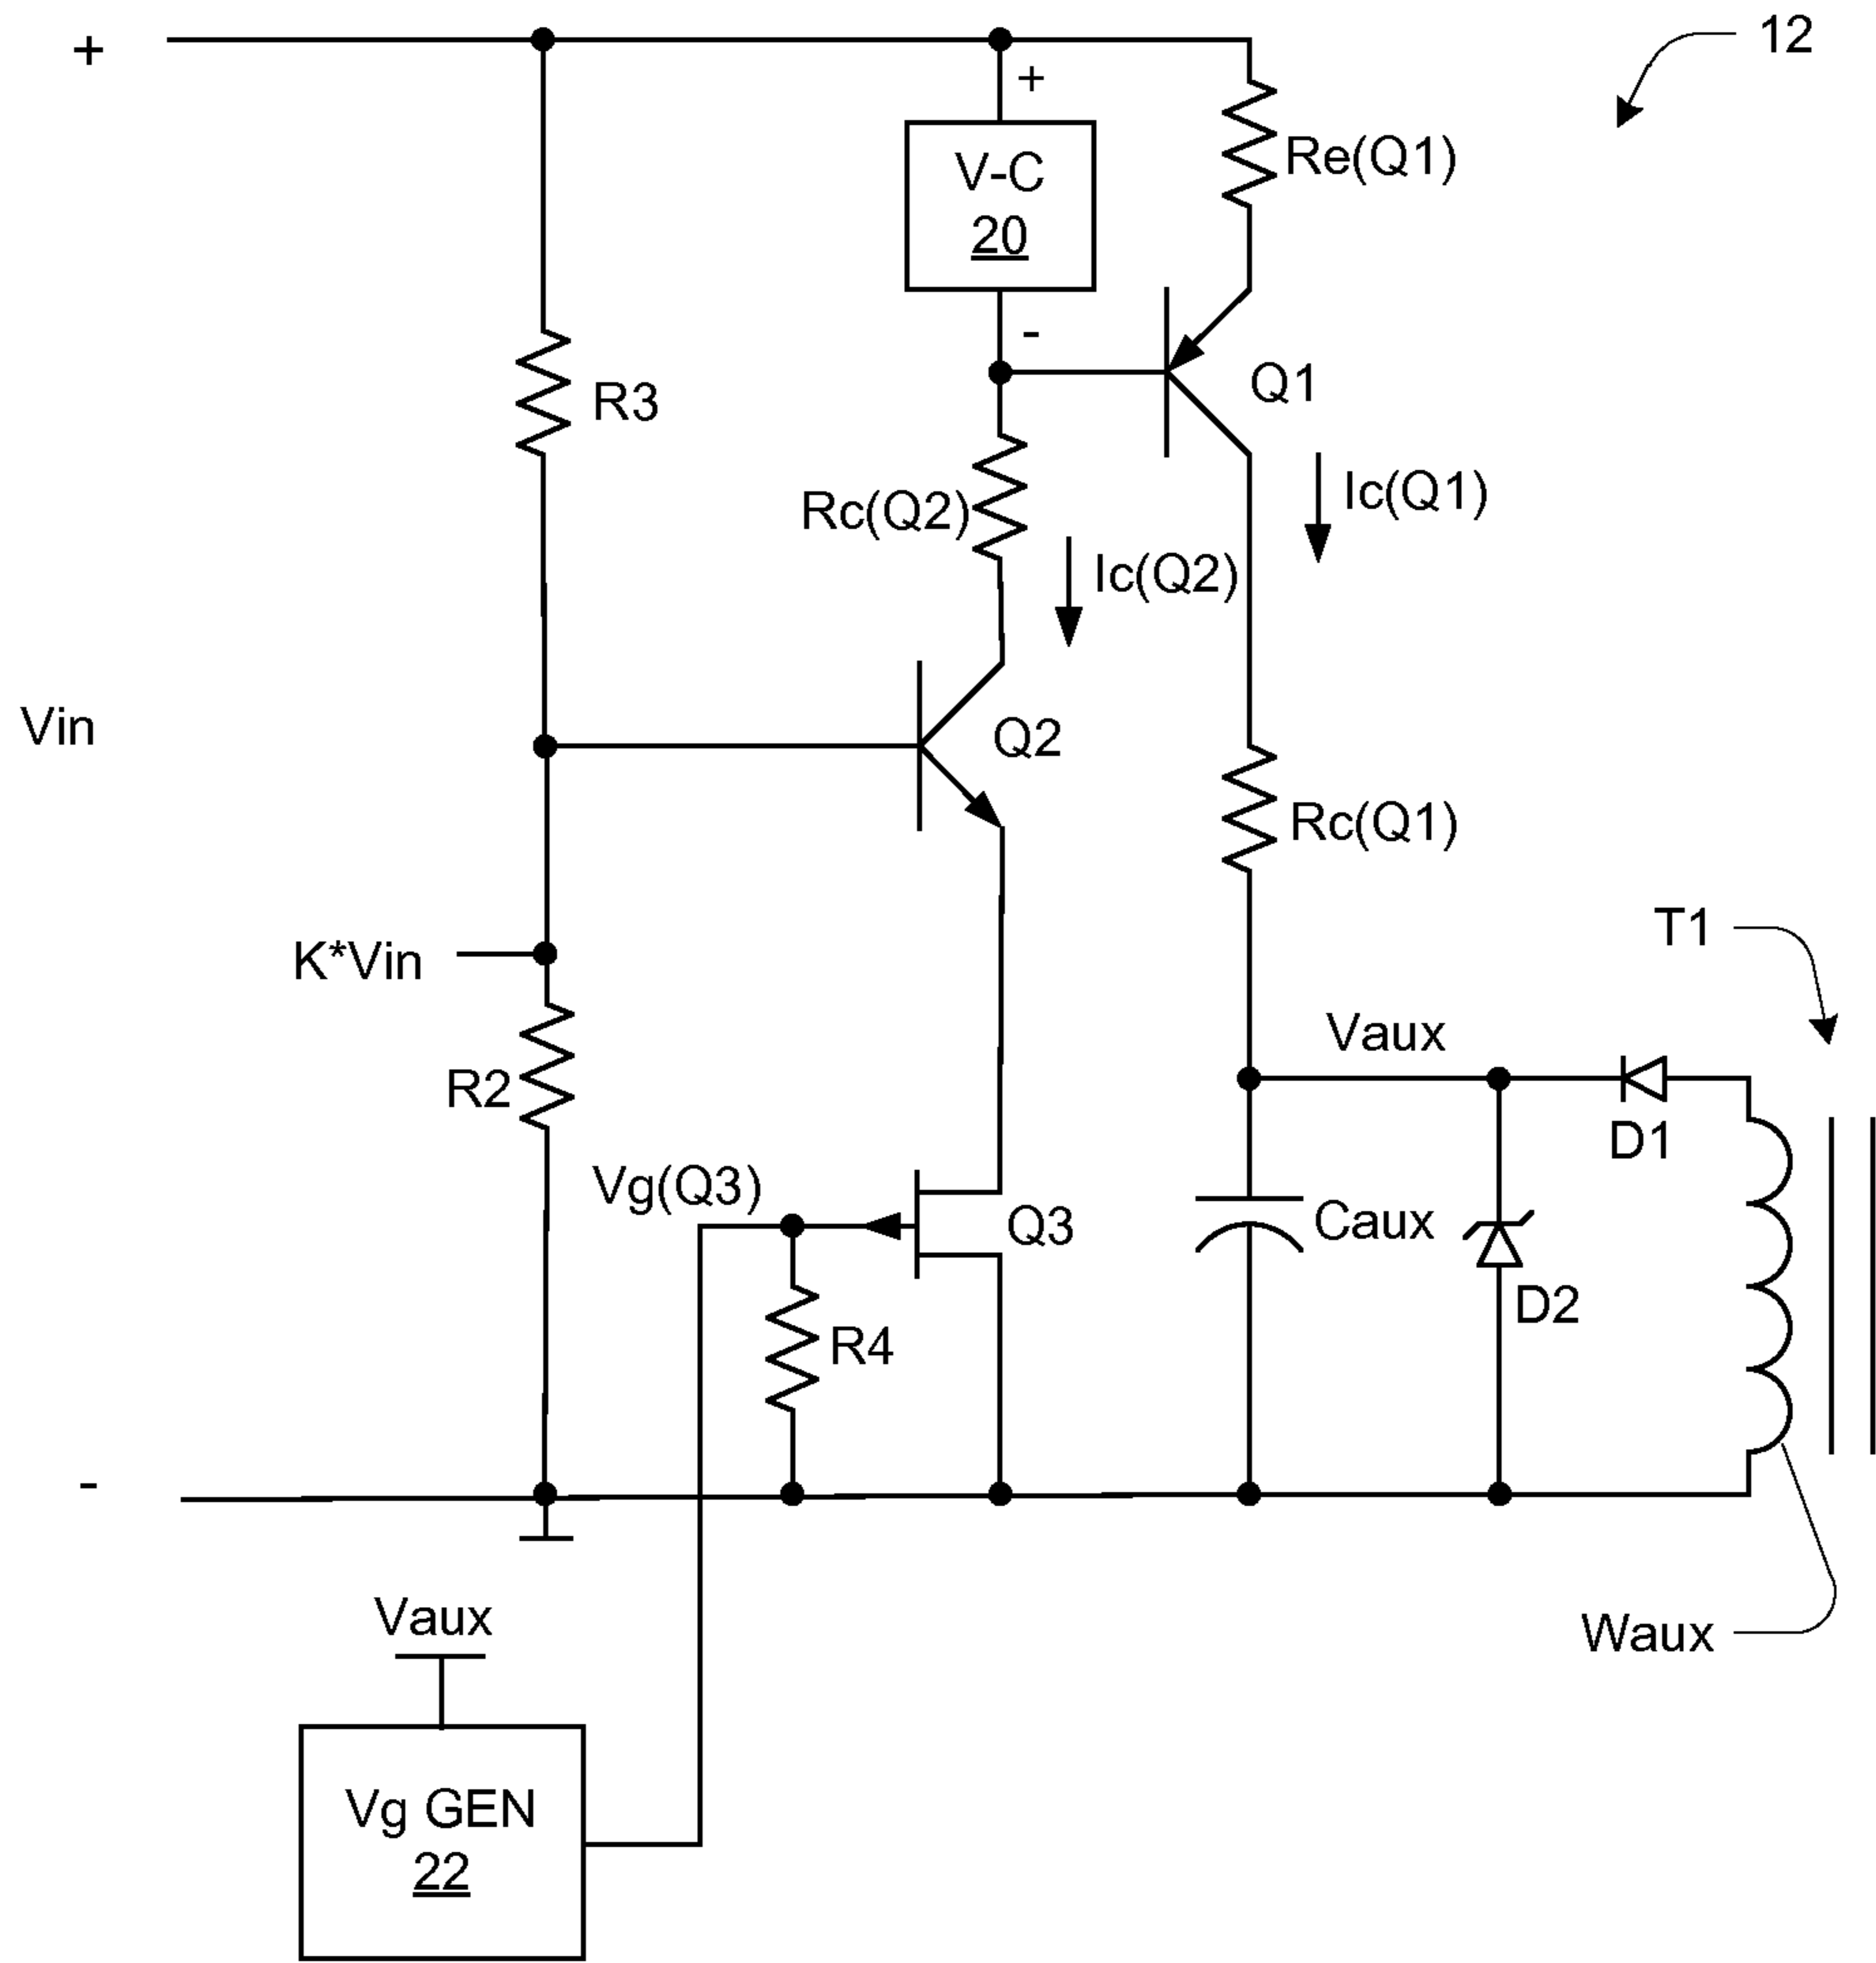 +
12
+
V-C
20
Re(Q1)
-
R3
Q1
Rc(Q2)
Ic(Q1)
Ic(Q2)
Vin
Q2
Rc(Q1)
K*Vin
T1
Vaux
R2
D1
Vg(Q3)
Q3
Caux
D2
R4
-
Vaux
Waux
Vg GEN
22